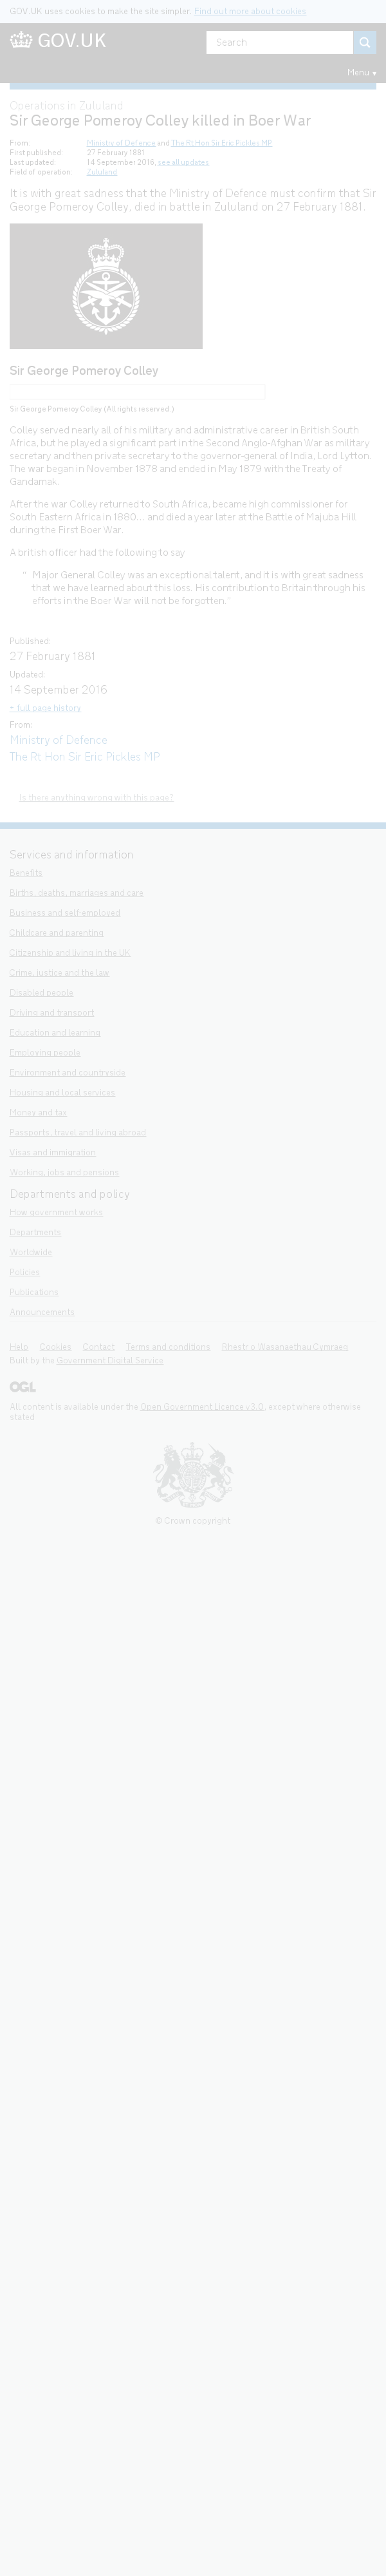 GOV.UK uses cookies to make the site simpler. Find out more about cookies
GOV.UK
Search
Menu ▾
Operations in Zululand
Sir George Pomeroy Colley killed in Boer War
From: Ministry of Defence and The Rt Hon Sir Eric Pickles MP
First published: 27 February 1881
Last updated: 14 September 2016, see all updates
Field of operation: Zululand
It is with great sadness that the Ministry of Defence must confirm that Sir
George Pomeroy Colley, died in battle in Zululand on 27 February 1881.
Sir George Pomeroy Colley
Sir George Pomeroy Colley (All rights reserved.)
Colley served nearly all of his military and administrative career in British South
Africa, but he played a significant part in the Second Anglo-Afghan War as military
secretary and then private secretary to the governor-general of India, Lord Lytton.
The war began in November 1878 and ended in May 1879 with the Treaty of
Gandamak.
After the war Colley returned to South Africa, became high commissioner for
South Eastern Africa in 1880.... and died a year later at the Battle of Majuba Hill
during the First Boer War.
A british officer had the following to say
“ Major General Colley was an exceptional talent, and it is with great sadness
that we have learned about this loss. His contribution to Britain through his
efforts in the Boer War will not be forgotten.”
Published:
27 February 1881
Updated:
14 September 2016
+ full page history
From:
Ministry of Defence
The Rt Hon Sir Eric Pickles MP
Is there anything wrong with this page?
Services and information
Benefits
Births, deaths, marriages and care
Business and self-employed
Childcare and parenting
Citizenship and living in the UK
Crime, justice and the law
Disabled people
Driving and transport
Education and learning
Employing people
Environment and countryside
Housing and local services
Money and tax
Passports, travel and living abroad
Visas and immigration
Working, jobs and pensions
Departments and policy
How government works
Departments
Worldwide
Policies
Publications
Announcements
Help Cookies Contact Terms and conditions Rhestr o Wasanaethau Cymraeg
Built by the Government Digital Service
OGL
All content is available under the Open Government Licence v3.0, except where otherwise
stated
© Crown copyright